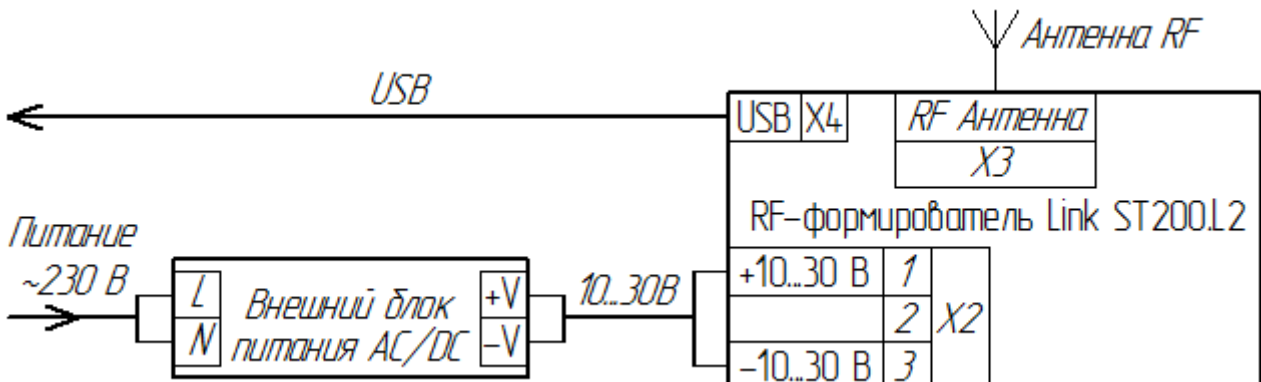 Антенна RF
USB
USB X4
RF Антенна
X3
RF-формирователь Link ST200.L2
Питание
~230 В
L
N
Внешний блок
питания AC/DC
+V
-V
10...30В
+10...30 В 1
2 X2
-10...30 В 3